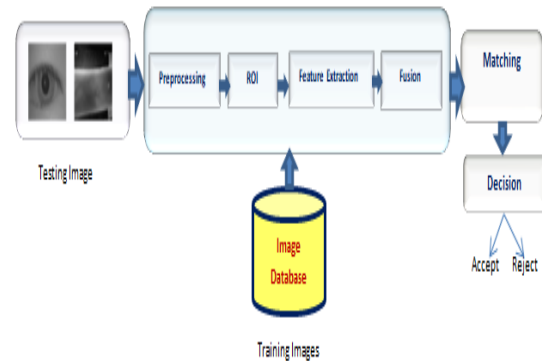 Preprocessing
ROI
Feature Extraction
Fusion
Matching
Testing Image
Decision
Accept
Reject
Image
Database
Training Images